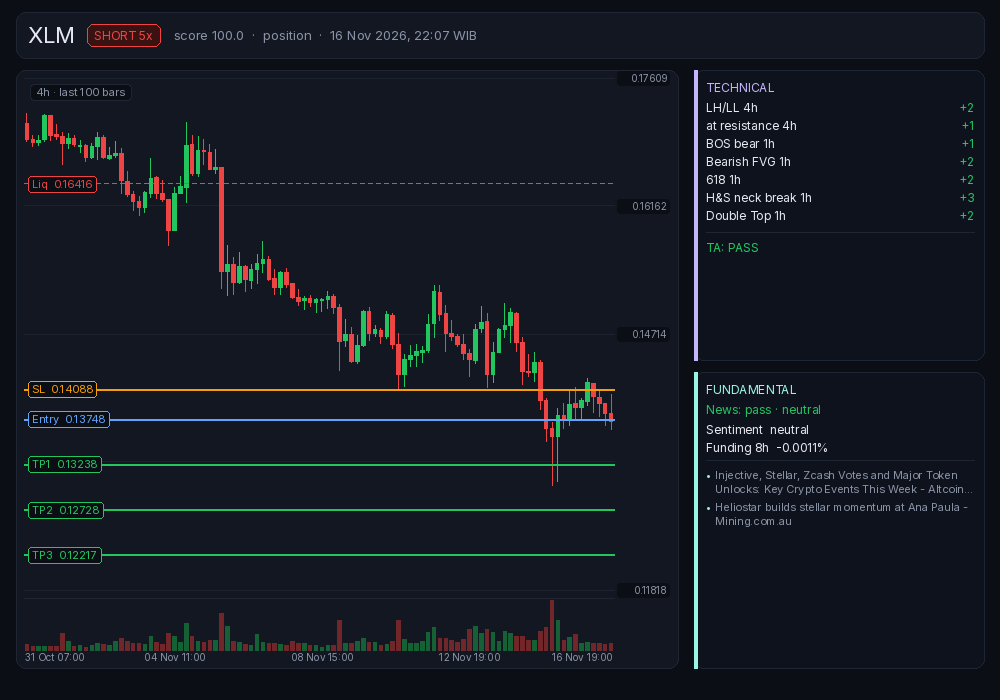 XLM SHORT 5x score 100.0 · position · 16 Nov 2026, 22:07 WIB
4h · last 100 bars
0.17609
Liq 0.16416
0.16162
0.14714
SL 0.14088
Entry 0.13748
TP1 0.13238
TP2 0.12728
TP3 0.12217
0.11818
31 Oct 07:00 04 Nov 11:00 08 Nov 15:00 12 Nov 19:00 16 Nov 19:00
TECHNICAL
LH/LL 4h +2
at resistance 4h +1
BOS bear 1h +1
Bearish FVG 1h +2
618 1h +2
H&S neck break 1h +3
Double Top 1h +2
TA: PASS
FUNDAMENTAL
News: pass · neutral
Sentiment neutral
Funding 8h -0.0011%
• Injective, Stellar, Zcash Votes and Major Token
Unlocks: Key Crypto Events This Week - Altcoin...
• Heliostar builds stellar momentum at Ana Paula -
Mining.com.au